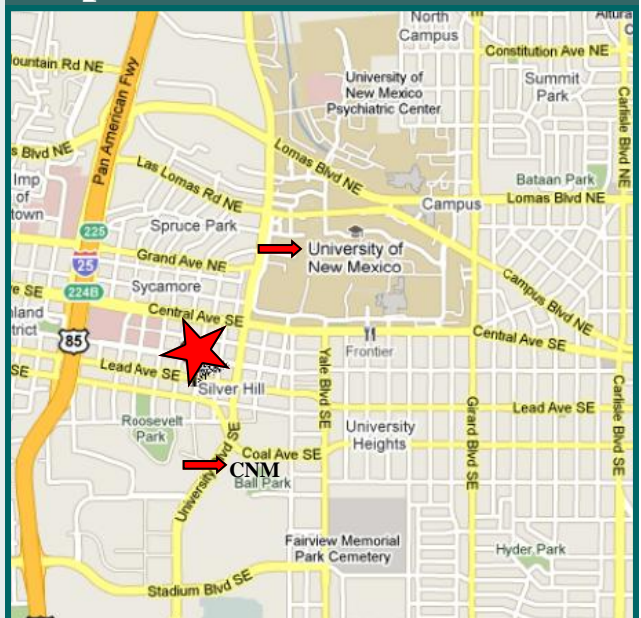 North
Campus
Altura
Constitution Ave NE
ountain Rd NE
University of
New Mexico
Psychiatric Center
Summit
Park
Pan American Fwy
Carlisle Blvd NE
s Blvd NE
Lomas Blvd NE
Las Lomas Rd NE
Imp
of
town
Bataan Park
Lomas Blvd NE
Campus
225
Spruce Park
University of
New Mexico
25
Grand Ave NE
Campus Blvd NE
224B
Sycamore
e SE
land
trict
Central Ave SE
Central Ave SE
85
Frontier
Lead Ave SE
SE
Silver Hill
Yale Blvd SE
Girard Blvd SE
Carlisle Blvd SE
Lead Ave SE
Roosevelt
Park
University
Heights
University Blvd SE
Coal Ave SE
CNM
Ball Park
Fairview Memorial
Park Cemetery
Hyder Park
Stadium Blvd SE